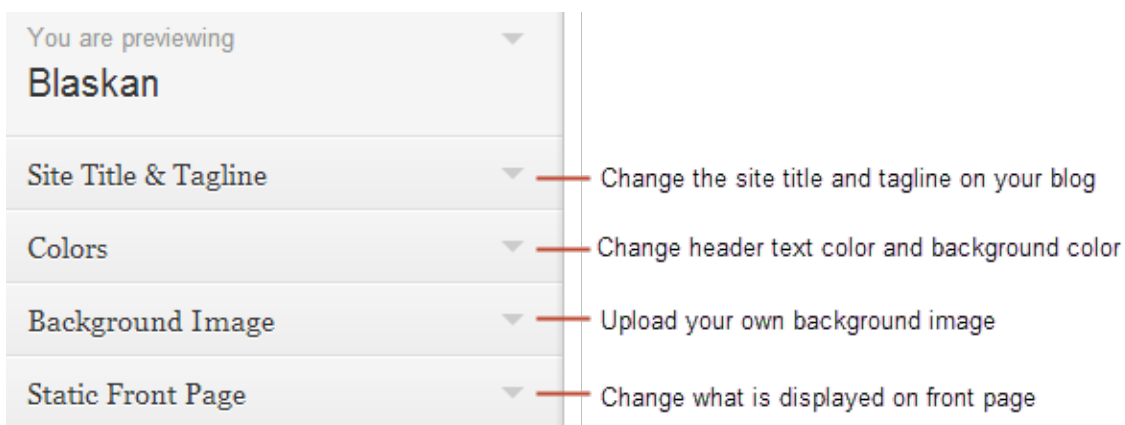 You are previewing
Blaskan
Site Title & Tagline
Change the site title and tagline on your blog
Colors
Change header text color and background color
Background Image
Upload your own background image
Static Front Page
Change what is displayed on front page